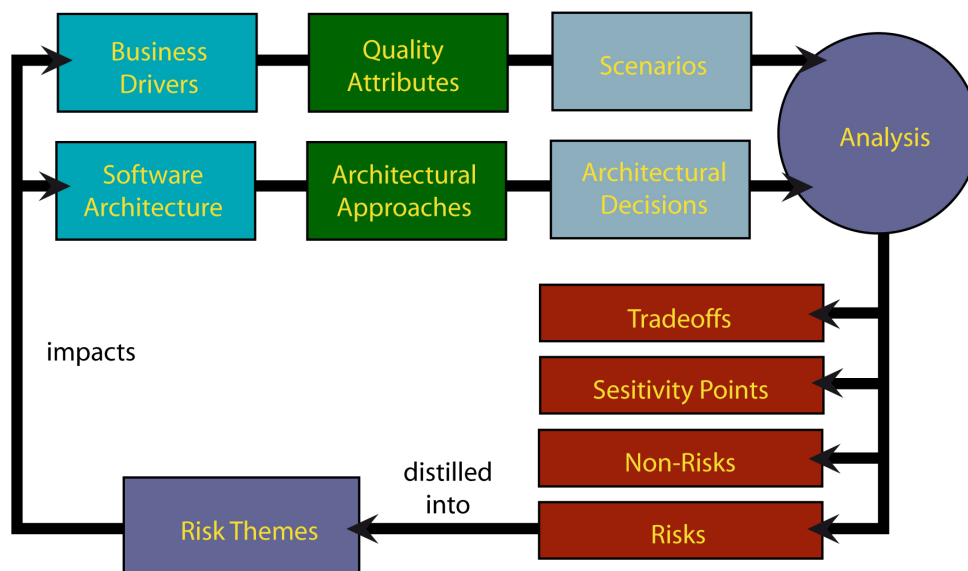 Business
Drivers
Quality
Attributes
Scenarios
Analysis
Software
Architecture
Architectural
Approaches
Architectural
Decisions
Tradeoffs
impacts
Sesitivity Points
Non-Risks
distilled
into
Risk Themes
Risks